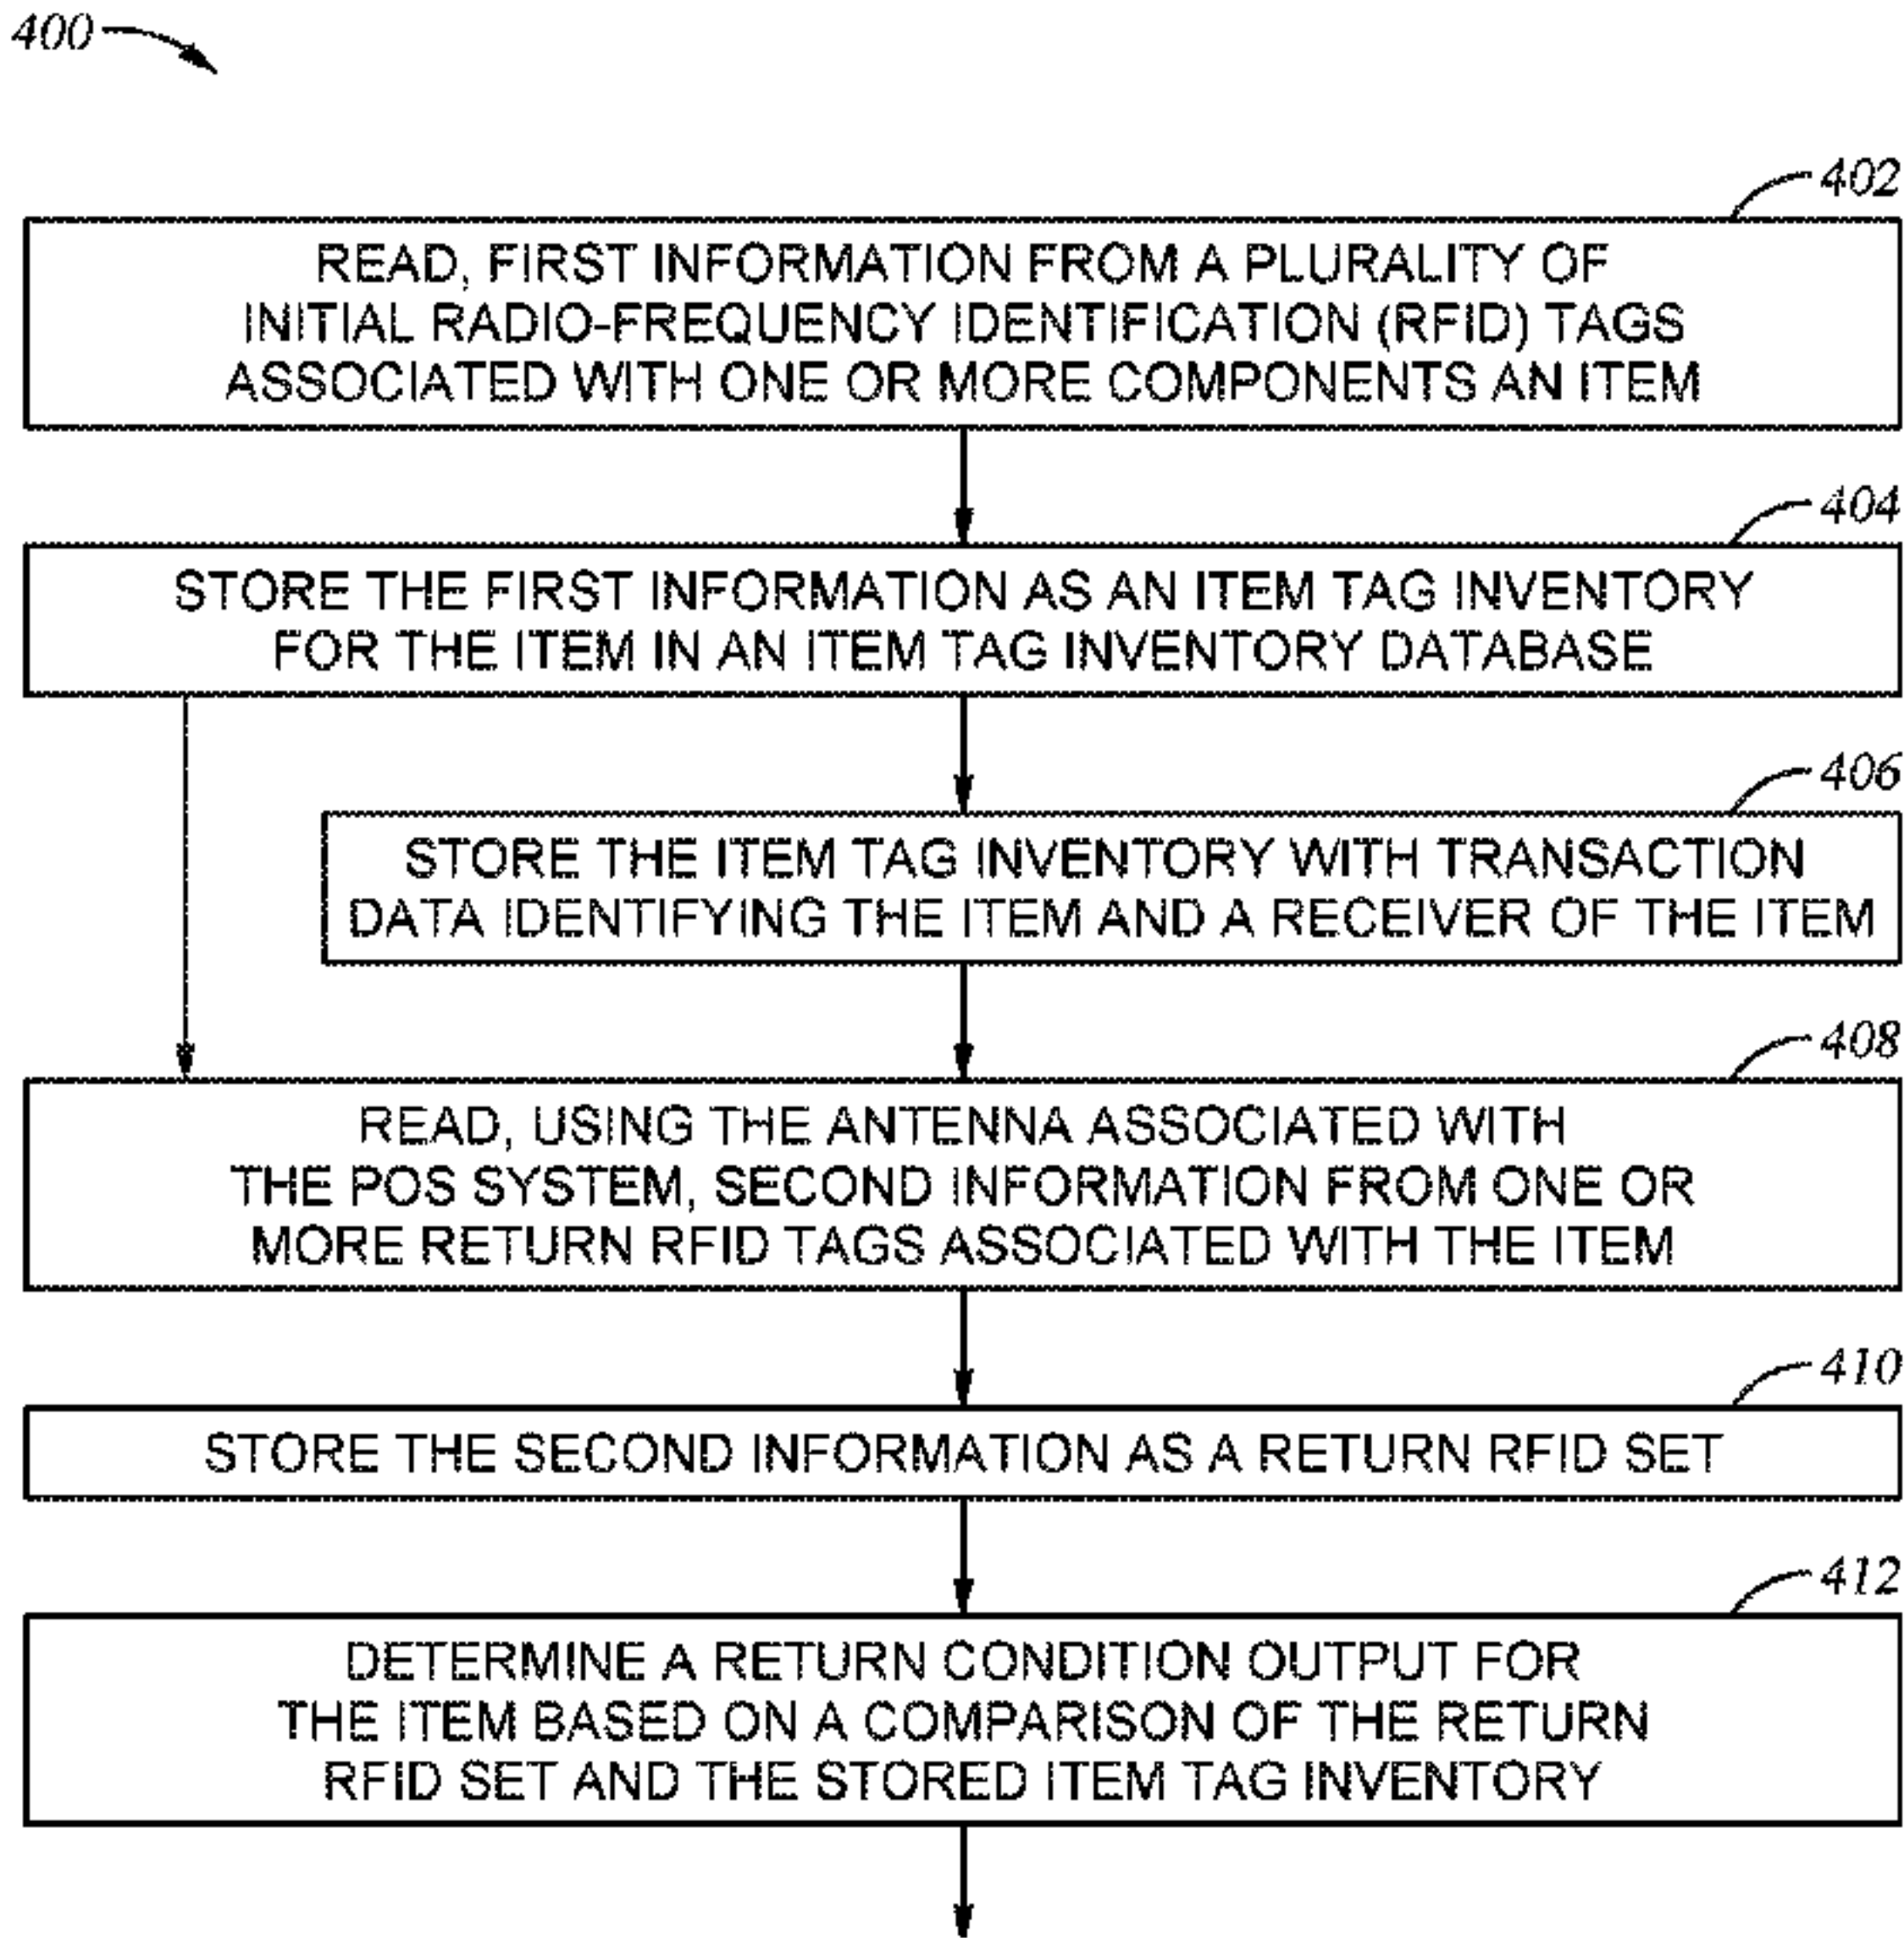 400
402
READ, FIRST INFORMATION FROM A PLURALITY OF
INITIAL RADIO-FREQUENCY IDENTIFICATION (RFID) TAGS
ASSOCIATED WITH ONE OR MORE COMPONENTS AN ITEM
404
STORE THE FIRST INFORMATION AS AN ITEM TAG INVENTORY
FOR THE ITEM IN AN ITEM TAG INVENTORY DATABASE
406
STORE THE ITEM TAG INVENTORY WITH TRANSACTION
DATA IDENTIFYING THE ITEM AND A RECEIVER OF THE ITEM
408
READ, USING THE ANTENNA ASSOCIATED WITH
THE POS SYSTEM, SECOND INFORMATION FROM ONE OR
MORE RETURN RFID TAGS ASSOCIATED WITH THE ITEM
410
STORE THE SECOND INFORMATION AS A RETURN RFID SET
412
DETERMINE A RETURN CONDITION OUTPUT FOR
THE ITEM BASED ON A COMPARISON OF THE RETURN
RFID SET AND THE STORED ITEM TAG INVENTORY